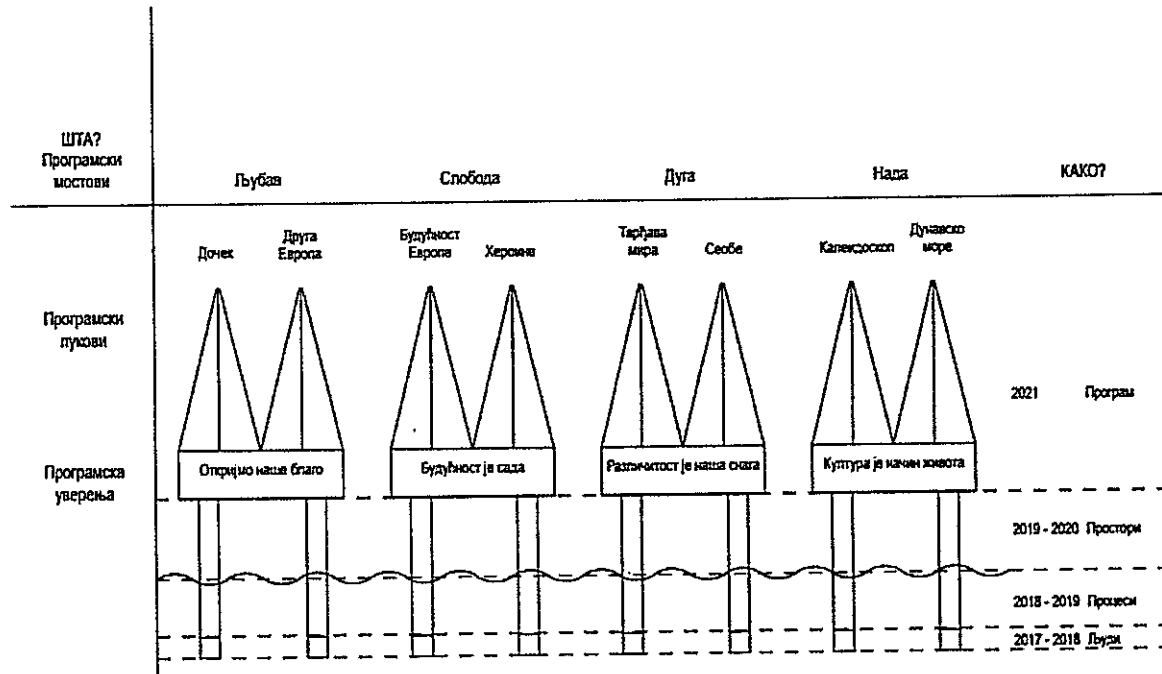 ШТА?
Програмски
мостови
Љубав
Слобода
Дуга
Нада
КАКО?
Дочек
Друга
Европа
Будућност
Европа
Хероине
Тврђава
мира
Сеобе
Калеидоскоп
Дунавско
море
Програмски
лукови
2021 Програм
Програмска
уверења
Откријмо наше благо
Будућност је сада
Различитост је наша снага
Култура је начин живота
2019 - 2020 Простори
2018 - 2019 Процеси
2017 - 2018 Људи